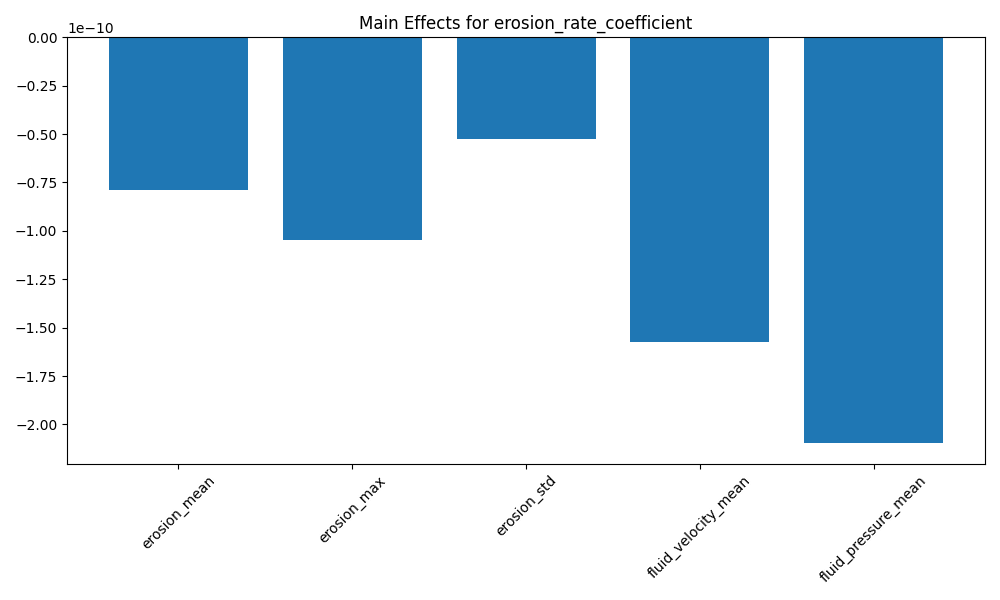 Main Effects for erosion_rate_coefficient
1e−10
0.00
−0.25
−0.50
−0.75
−1.00
−1.25
−1.50
−1.75
−2.00
erosion_mean
erosion_max
erosion_std
fluid_velocity_mean
fluid_pressure_mean